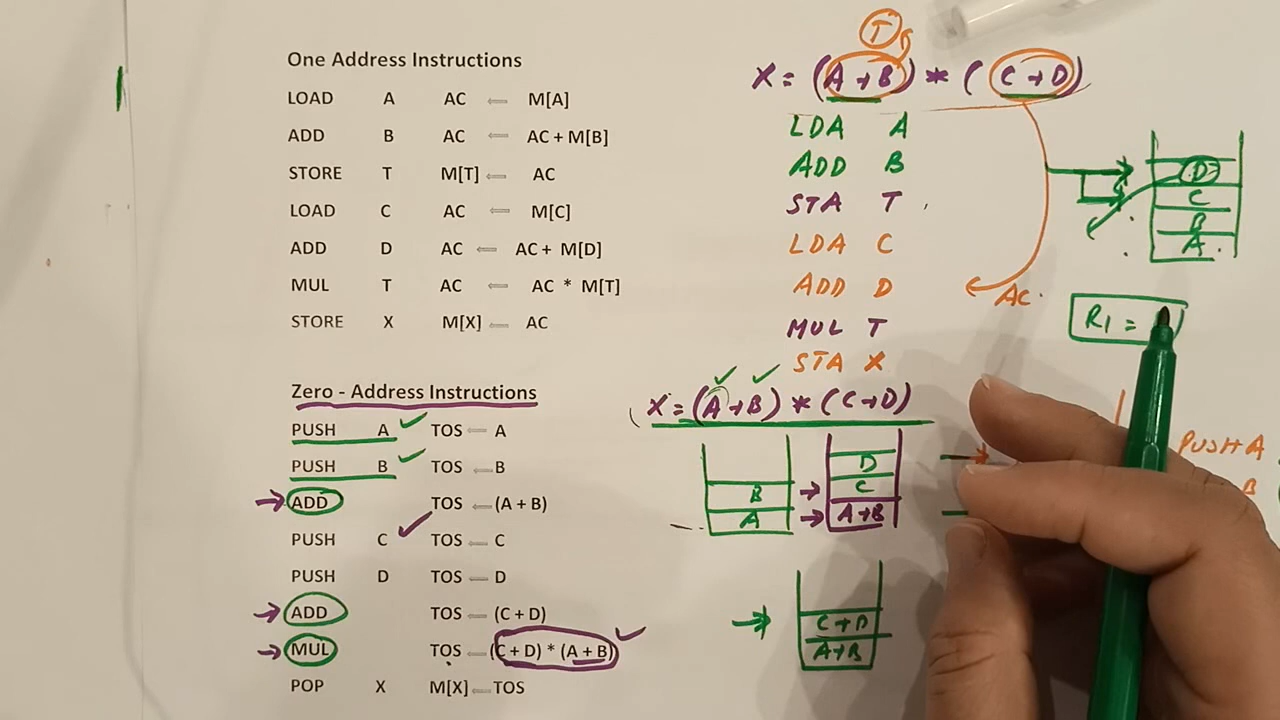 One Address Instructions
LOAD A AC ⇐ M[A]
ADD B AC ⇐ AC + M[B]
STORE T M[T] ⇐ AC
LOAD C AC ⇐ M[C]
ADD D AC ⇐ AC + M[D]
MUL T AC ⇐ AC * M[T]
STORE X M[X] ⇐ AC
Zero - Address Instructions
PUSH A TOS ⇐ A
PUSH B TOS ⇐ B
ADD TOS ⇐ (A + B)
PUSH C TOS ⇐ C
PUSH D TOS ⇐ D
ADD TOS ⇐ (C + D)
MUL TOS ⇐ (C + D) * (A + B)
POP X M[X] ⇐ TOS
T
X = (A+B) * (C+D)
LDA A
ADD B
STA T
LDA C
ADD D
MUL T
STA X
AC
D
C
B
A
R1 =
X = (A+B) * (C+D)
B
A
D
C
A+B
C+D
A+B
PUSH A
B